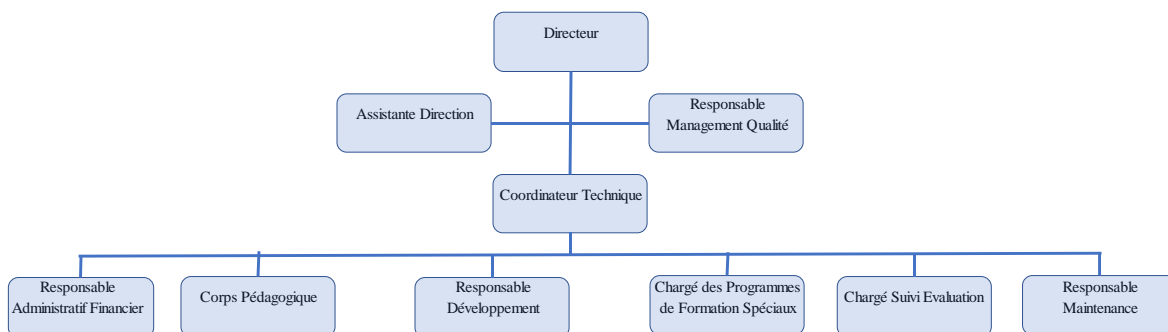 Directeur
Assistante Direction
Responsable
Management Qualité
Coordinateur Technique
Responsable
Administratif Financier
Corps Pédagogique
Responsable
Développement
Chargé des Programmes
de Formation Spéciaux
Chargé Suivi Evaluation
Responsable
Maintenance